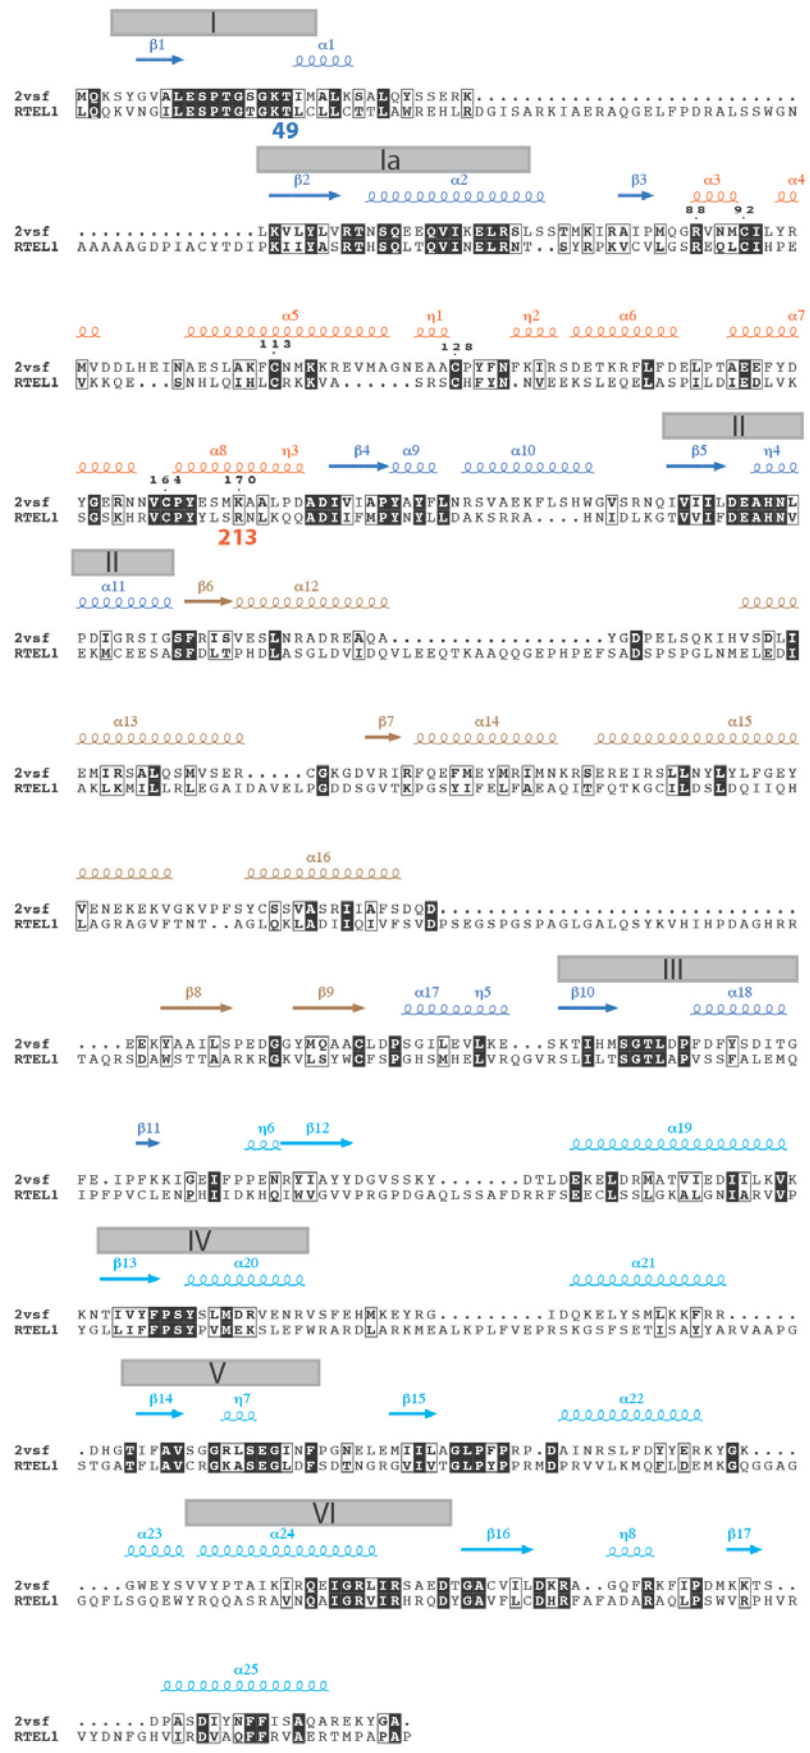 I
β1 α1
2vsf MQKSYGVALESPTGSGKTIMALKSALQYSSERK...........................
RTEL1 LQQKVNGILESPTGTGKTLCLLCTTLAWREHLRDGISARKIAERAQGELFPDRALSSWGN
49
Ia
β2 α2 β3 α3 α4
88 92
2vsf ...............LKVLYLVRTNSQEEQVIKELRSLSSTMKIRAIPMQGRVNMCILYR
RTEL1 AAAAAGDPIACYTDIPKIIYASRTHSQLTQVINELRNT..SYRPKVCVLGSREQLCIHPE
α5 η1 η2 α6 α7
113 128
2vsf MVDDLHEINAESLAKFCNMKKREVMAGNEAACPYFNFKIRSDETKRFLFDELPTAEEFYD
RTEL1 VKKQE...SNHLQIHLCRKKVA......SRSCHFYN.NVEEKSLEQELASPILDIEDLVK
II
α8 η3 β4 α9 α10 β5 η4
164 170
2vsf YGERNNVCPYESMKAALPDADIVIAPYAYFLNRSVAEKFLSHWGVSRNQIVIILDEAHNL
RTEL1 SGSKHRVCPYYLSRNLKQQADIIFMPYNYLLDAKSRRA....HNIDLKGTVVIFDEAHNV
213
II
α11 β6 α12
2vsf PDIGRSIGSFRISVESLNRADREAQA..................YGDPELSQKIHVSDLI
RTEL1 EKMCEESASFDLTPHDLASGLDVIDQVLEEQTKAAQQGEPHPEFSADSPSPGLNMELEDI
α13 β7 α14 α15
2vsf EMIRSALQSMVSER.....CGKGDVRIRFQEFMEYMRIMNKRSEREIRSLLNYLYLFGEY
RTEL1 AKLKMILLRLEGAIDAVELPGDDSGVTKPGSYIFELFAEAQITFQTKGCILDSLDQIIQH
α16
2vsf VENEKEKVGKVPFSYCSSVASRIIAFSDQD..............................
RTEL1 LAGRAGVFTNT..AGLQKLADIIQIVFSVDPSEGSPGSPAGLGALQSYKVHIHPDAGHRR
III
β8 β9 α17 η5 β10 α18
2vsf ....EEKYAAILSPEDGGYMQAACLDPSGILEVLKE...SKTIHMSGTLDPFDFYSDITG
RTEL1 TAQRSDAWSTTAARKRGKVLSYWCFSPGHSMHELVRQGVRSLILTSGTLAPVSSFALEMQ
β11 η6 β12 α19
2vsf FE.IPFKKIGEIFPPENRYIAYYDGVSSKY.......DTLDEKELDRMATVIEDIILKVK
RTEL1 IPFPVCLENPHIIDKHQIWVGVVPRGPDGAQLSSAFDRRFSEECLSSLGKALGNIARVVP
IV
β13 α20 α21
2vsf KNTIVYFPSYSLMDRVENRVSFEHMKEYRG.........IDQKELYSMLKKFRR......
RTEL1 YGLLIFFPSYPVMEKSLEFWRARDLARKMEALKPLFVEPRSKGSFSETISAYYARVAAPG
V
β14 η7 β15 α22
2vsf .DHGTIFAVSGGRLSEGINFPGNELEMIILAGLPFPRP.DAINRSLFDYYERKYGK....
RTEL1 STGATFLAVCRGKASEGLDFSDTNGRGVIVTGLPYPPRMDPRVVLKMQFLDEMKGQGGAG
VI
α23 α24 β16 η8 β17
2vsf ....GWEYSVVYPTAIKIRQEIGRLIRSAEDTGACVILDKRA..GQFRKFIPDMKKTS..
RTEL1 GQFLSGQEWYRQQASRAVNQAIGRVIRHRQDYGAVFLCDHRFAFADARAQLPSWVRPHVR
α25
2vsf ......DPASDIYNFFISAQAREKYGA.
RTEL1 VYDNFGHVIRDVAQFFRVAERTMPAPAP